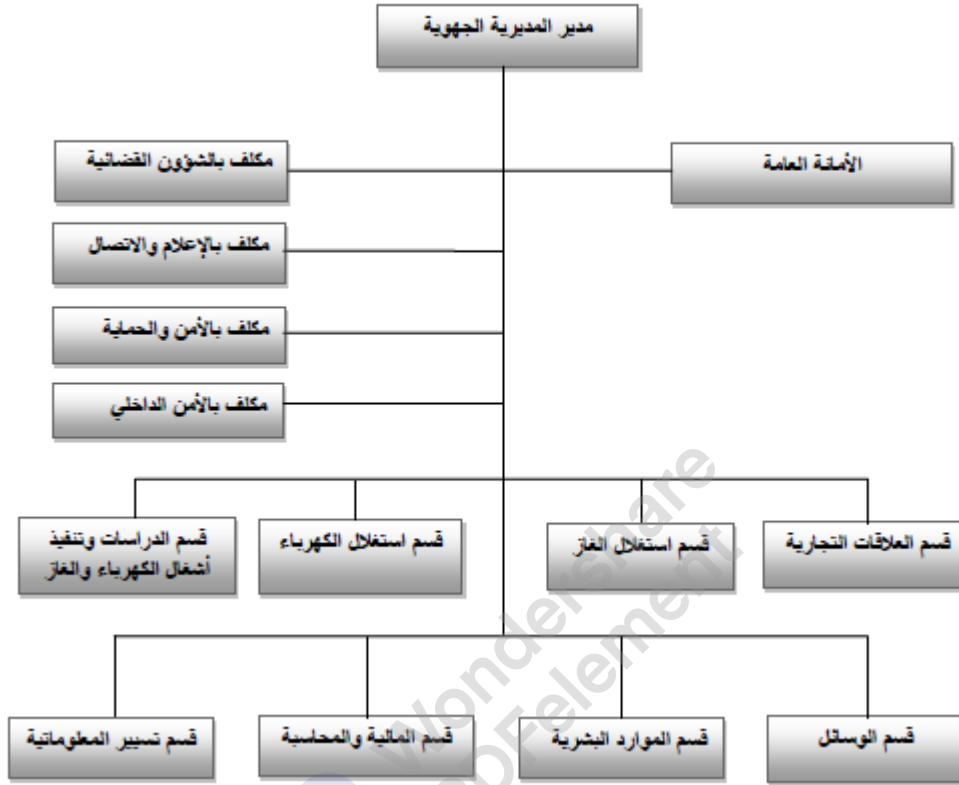 مدير المديرية الجهوية
الأمانة العامة
مكلف بالشؤون القضائية
مكلف بالإعلام والاتصال
مكلف بالأمن والحماية
مكلف بالأمن الداخلي
قسم العلاقات التجارية
قسم استغلال الغاز
قسم استغلال الكهرباء
قسم الدراسات وتنفيذ
أشغال الكهرباء والغاز
قسم الوسائل
قسم الموارد البشرية
قسم المالية والمحاسبة
قسم تسيير المعلوماتية
Wondershare
PDFelement